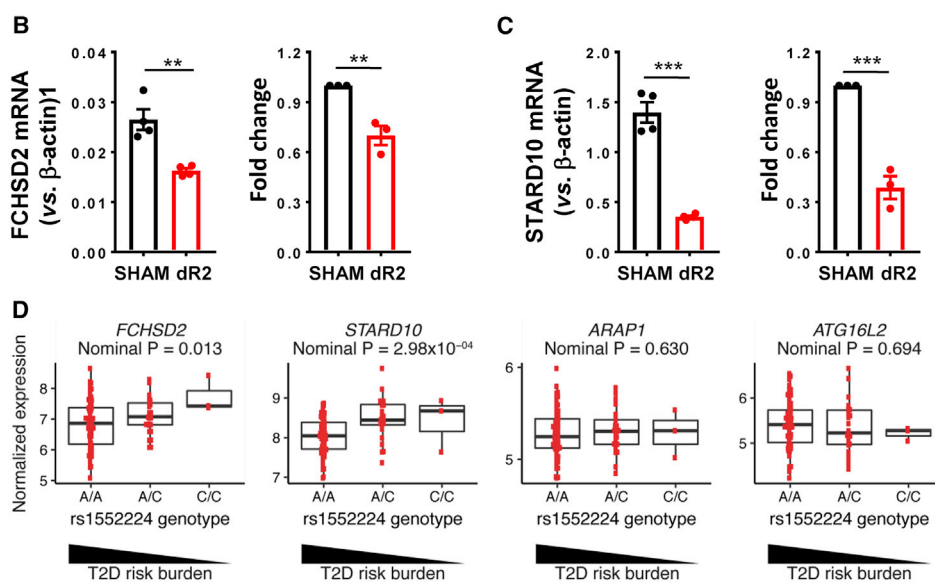 B
FCHSD2 mRNA
(vs. β-actin)1
0.04
0.03
0.02
0.01
0.00
**
SHAM dR2
Fold change
1.2
0.9
0.6
0.3
0.0
**
SHAM dR2
C
STARD10 mRNA
(vs. β-actin)
2.0
1.5
1.0
0.5
0.0
***
SHAM dR2
Fold change
1.2
0.9
0.6
0.3
0.0
***
SHAM dR2
D
Normalized expression
FCHSD2
Nominal P = 0.013
8
7
6
5
A/A A/C C/C
rs1552224 genotype
T2D risk burden
STARD10
Nominal P = 2.98x10⁻⁰⁴
9
8
7
A/A A/C C/C
rs1552224 genotype
T2D risk burden
ARAP1
Nominal P = 0.630
6
5
A/A A/C C/C
rs1552224 genotype
T2D risk burden
ATG16L2
Nominal P = 0.694
6
5
A/A A/C C/C
rs1552224 genotype
T2D risk burden